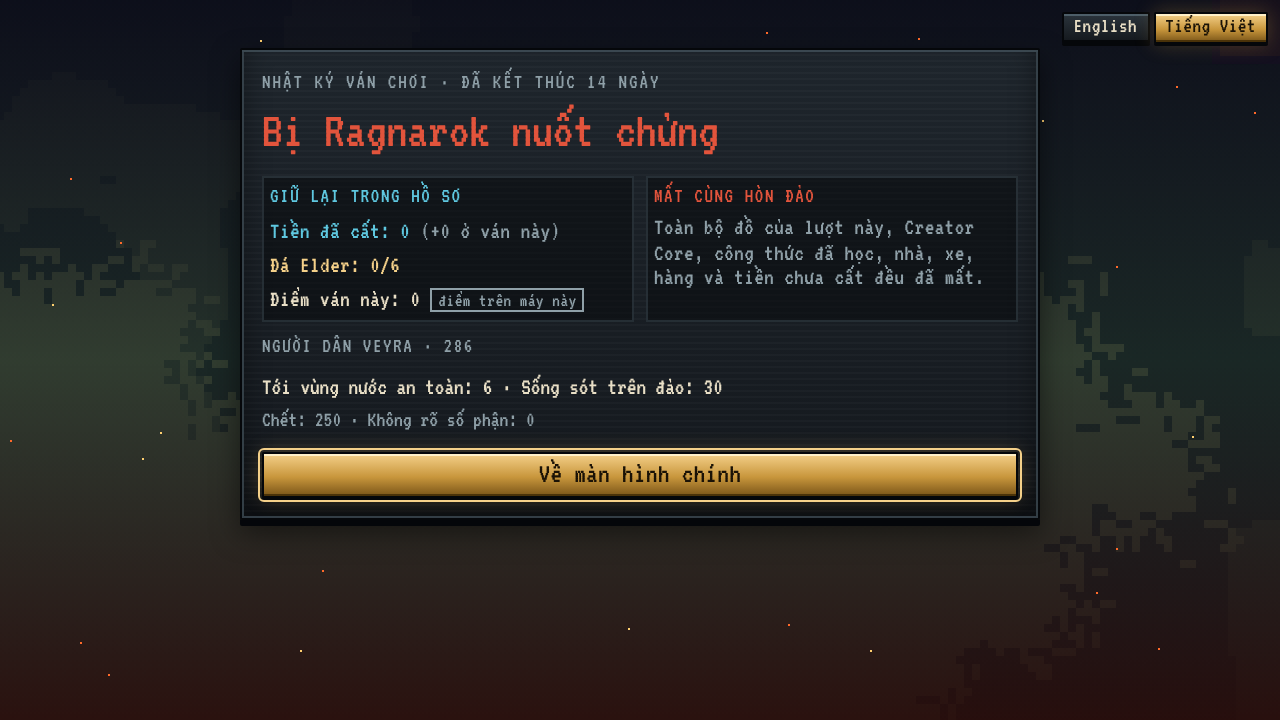 English
Tiếng Việt
NHẬT KÝ VÁN CHƠI · ĐÃ KẾT THÚC 14 NGÀY
Bị Ragnarok nuốt chửng
GIỮ LẠI TRONG HỒ SƠ
Tiền đã cất: 0 (+0 ở ván này)
Đá Elder: 0/6
Điểm ván này: 0 điểm trên máy này
MẤT CÙNG HÒN ĐẢO
Toàn bộ đồ của lượt này, Creator
Core, công thức đã học, nhà, xe,
hàng và tiền chưa cất đều đã mất.
NGƯỜI DÂN VEYRA · 286
Tới vùng nước an toàn: 6 · Sống sót trên đảo: 30
Chết: 250 · Không rõ số phận: 0
Về màn hình chính